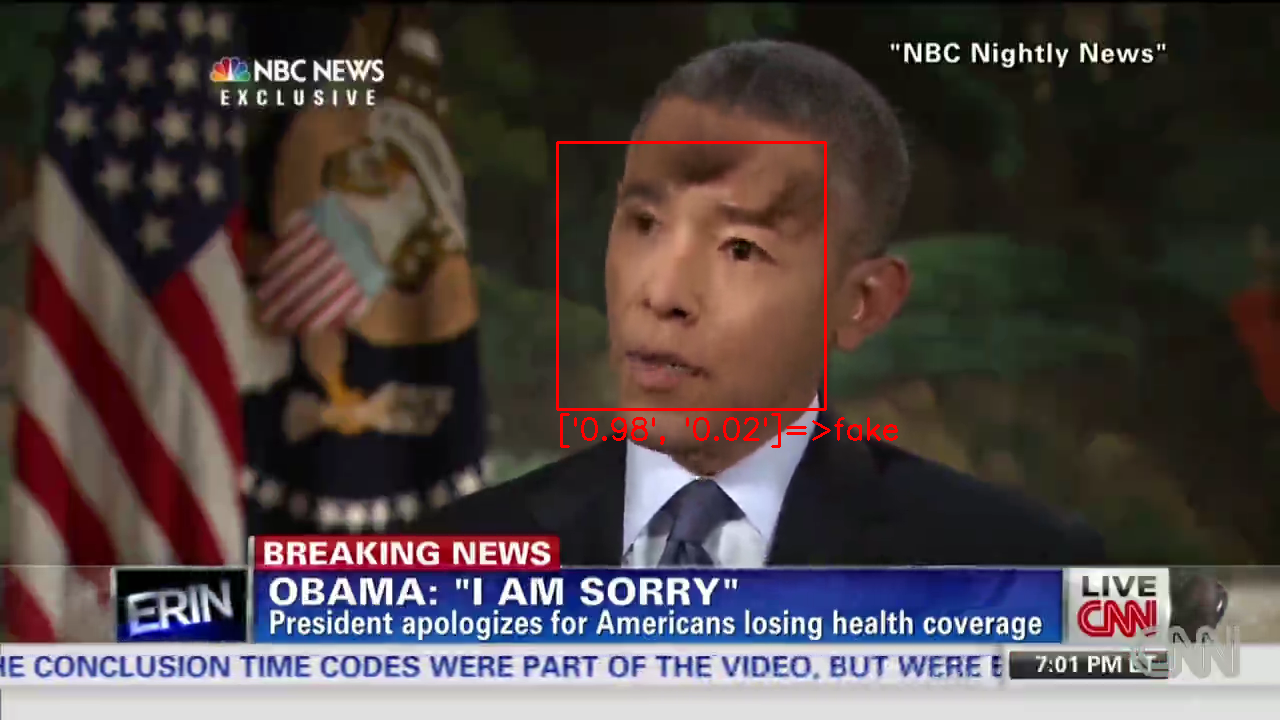 "NBC Nightly News"
NBC NEWS
EXCLUSIVE
['0.98', '0.02']=>fake
BREAKING NEWS
ERIN
OBAMA: "I AM SORRY"
President apologizes for Americans losing health coverage
LIVE
CNN
HE CONCLUSION TIME CODES WERE PART OF THE VIDEO, BUT WERE
7:01 PM ET
CNN